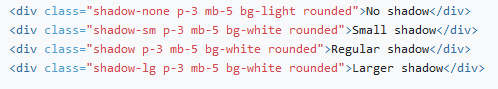 <div class="shadow-none p-3 mb-5 bg-light rounded">No shadow</div>
<div class="shadow-sm p-3 mb-5 bg-white rounded">Small shadow</div>
<div class="shadow p-3 mb-5 bg-white rounded">Regular shadow</div>
<div class="shadow-lg p-3 mb-5 bg-white rounded">Larger shadow</div>